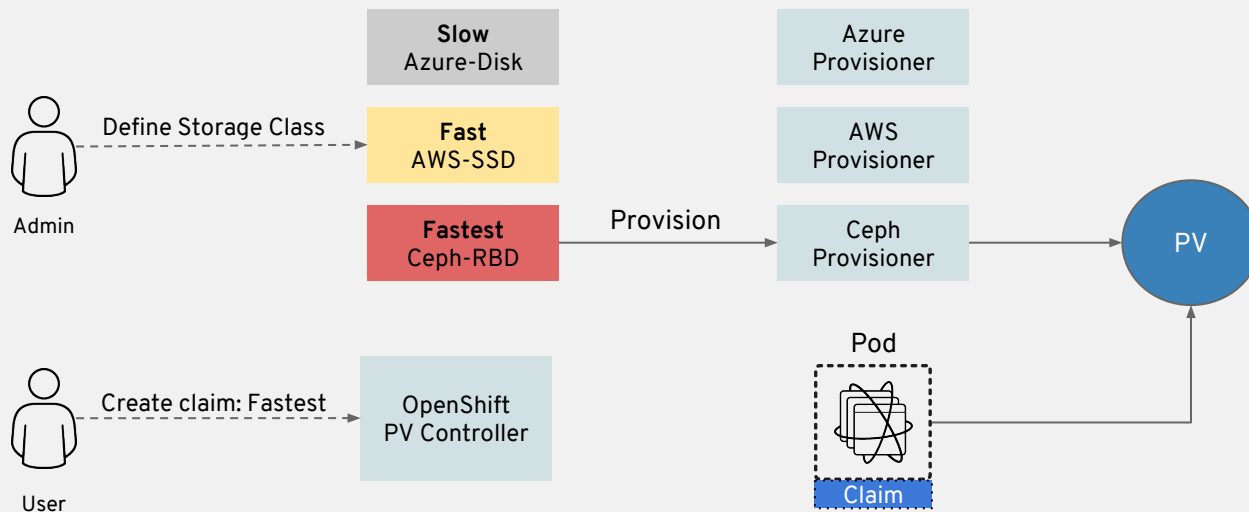 Slow
Azure-Disk
Azure
Provisioner
Define Storage Class
Fast
AWS-SSD
AWS
Provisioner
Admin
Fastest
Ceph-RBD
Provision
Ceph
Provisioner
PV
Pod
Create claim: Fastest
OpenShift
PV Controller
User
Claim